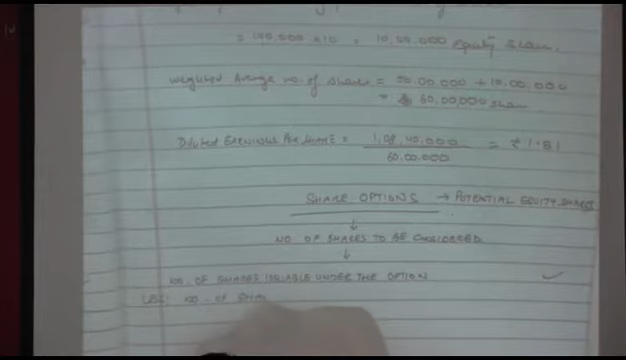 = 100,000 × 10 = 10,00,000 Equity Shares.
Weighted Average no. of shares = 50,00,000 + 10,00,000
= 60,00,000 shares
DILUTED EARNINGS PER SHARE = 1,08,40,000 / 60,00,000 = ₹ 1.81
SHARE OPTIONS → POTENTIAL EQUITY SHARES
↓
NO OF SHARES TO BE CONSIDERED
↓
NO. OF SHARES ISSUABLE UNDER THE OPTION ✓
LESS: NO. OF SHA